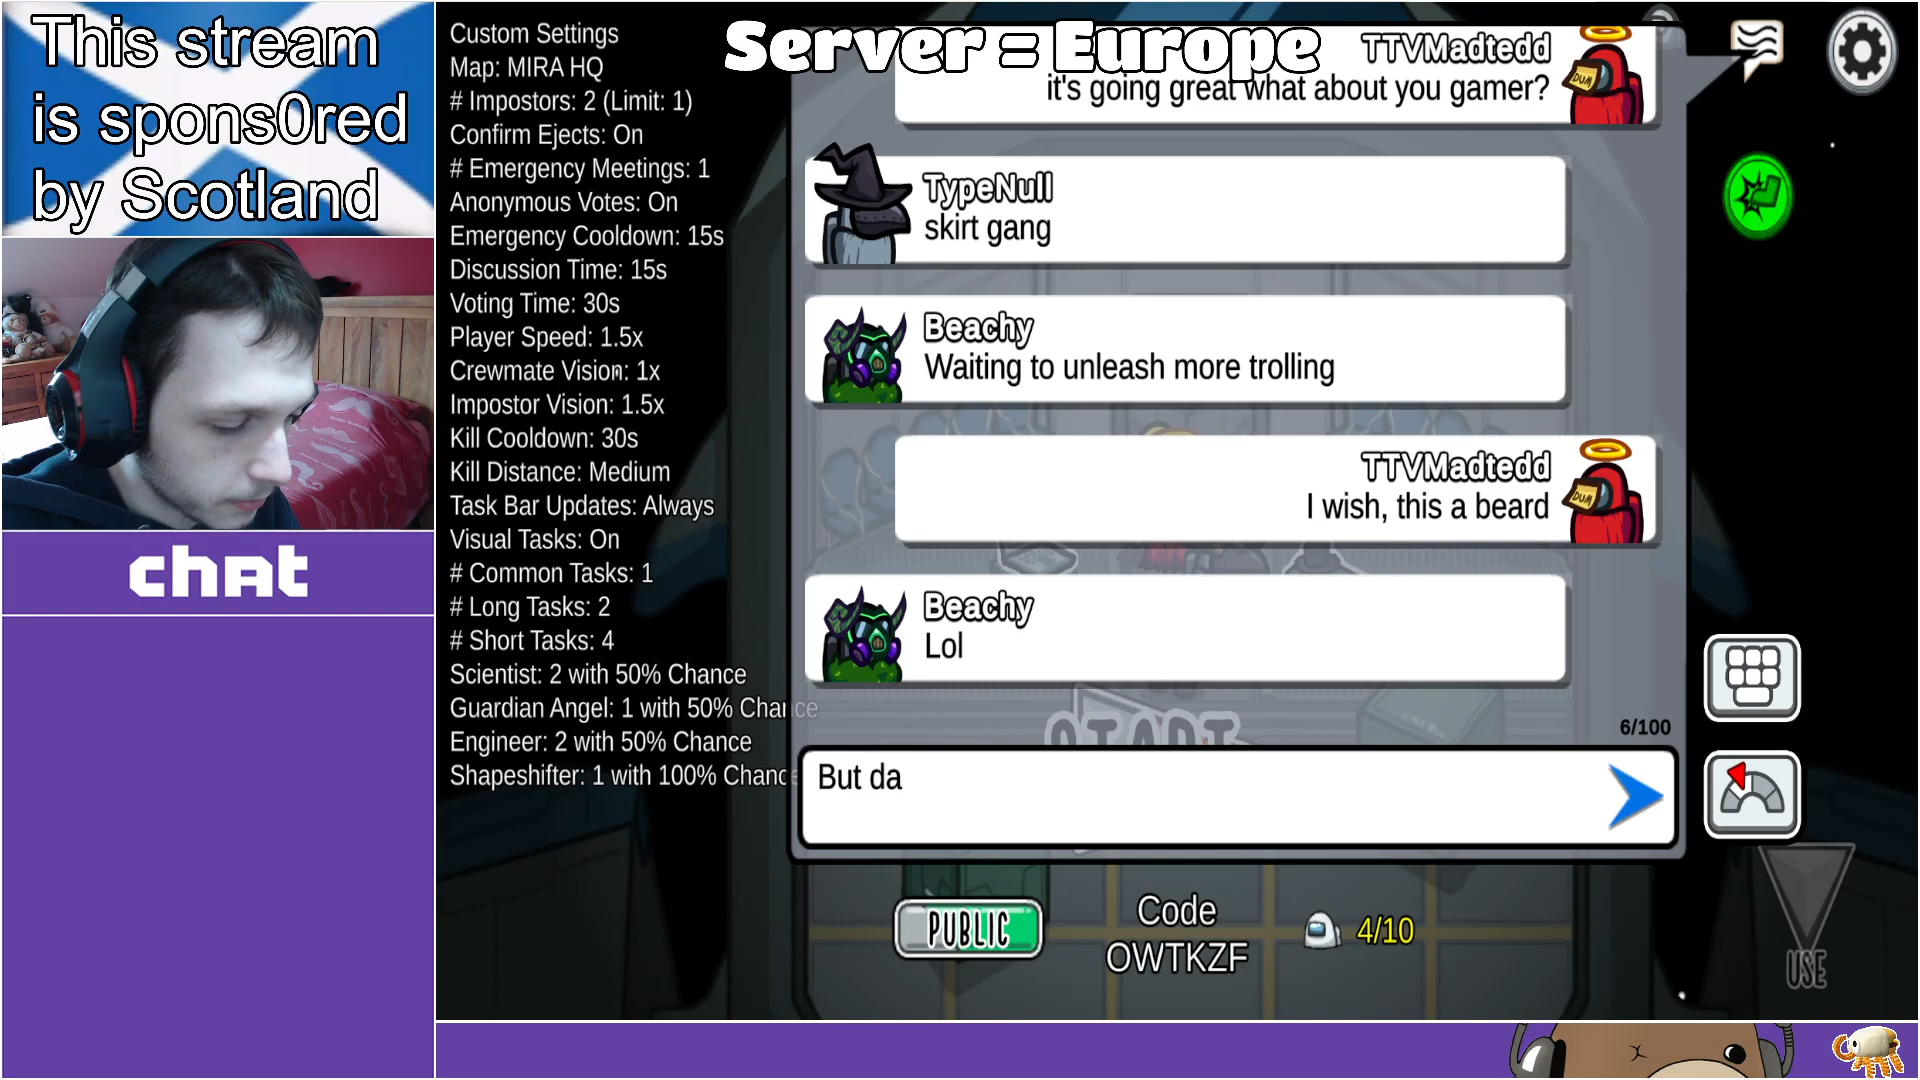 This stream
is spons0red
by Scotland
chat
Custom Settings
Map: MIRA HQ
# Impostors: 2 (Limit: 1)
Confirm Ejects: On
# Emergency Meetings: 1
Anonymous Votes: On
Emergency Cooldown: 15s
Discussion Time: 15s
Voting Time: 30s
Player Speed: 1.5x
Crewmate Vision: 1x
Impostor Vision: 1.5x
Kill Cooldown: 30s
Kill Distance: Medium
Task Bar Updates: Always
Visual Tasks: On
# Common Tasks: 1
# Long Tasks: 2
# Short Tasks: 4
Scientist: 2 with 50% Chance
Guardian Angel: 1 with 50% Chance
Engineer: 2 with 50% Chance
Shapeshifter: 1 with 100% Chance
Server = Europe
TTVMadtedd
it's going great what about you gamer?
DUM
TypeNull
skirt gang
Beachy
Waiting to unleash more trolling
TTVMadtedd
I wish, this a beard
DUM
Beachy
Lol
START
6/100
But da
PUBLIC
Code
OWTKZF
4/10
USE